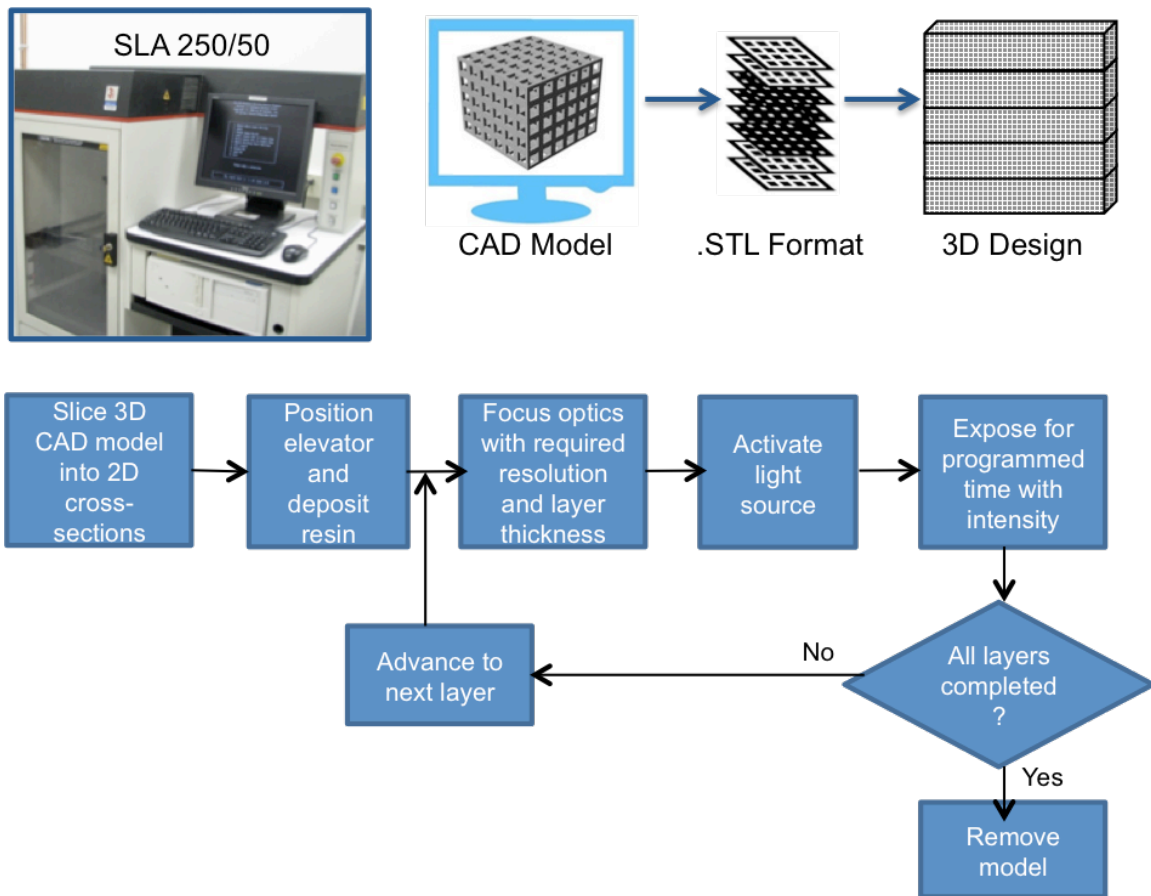 SLA 250/50
CAD Model
.STL Format
3D Design
Slice 3D
CAD model
into 2D
cross-
sections
Position
elevator
and
deposit
resin
Focus optics
with required
resolution
and layer
thickness
Activate
light
source
Expose for
programmed
time with
intensity
All layers
completed
?
No
Advance to
next layer
Yes
Remove
model